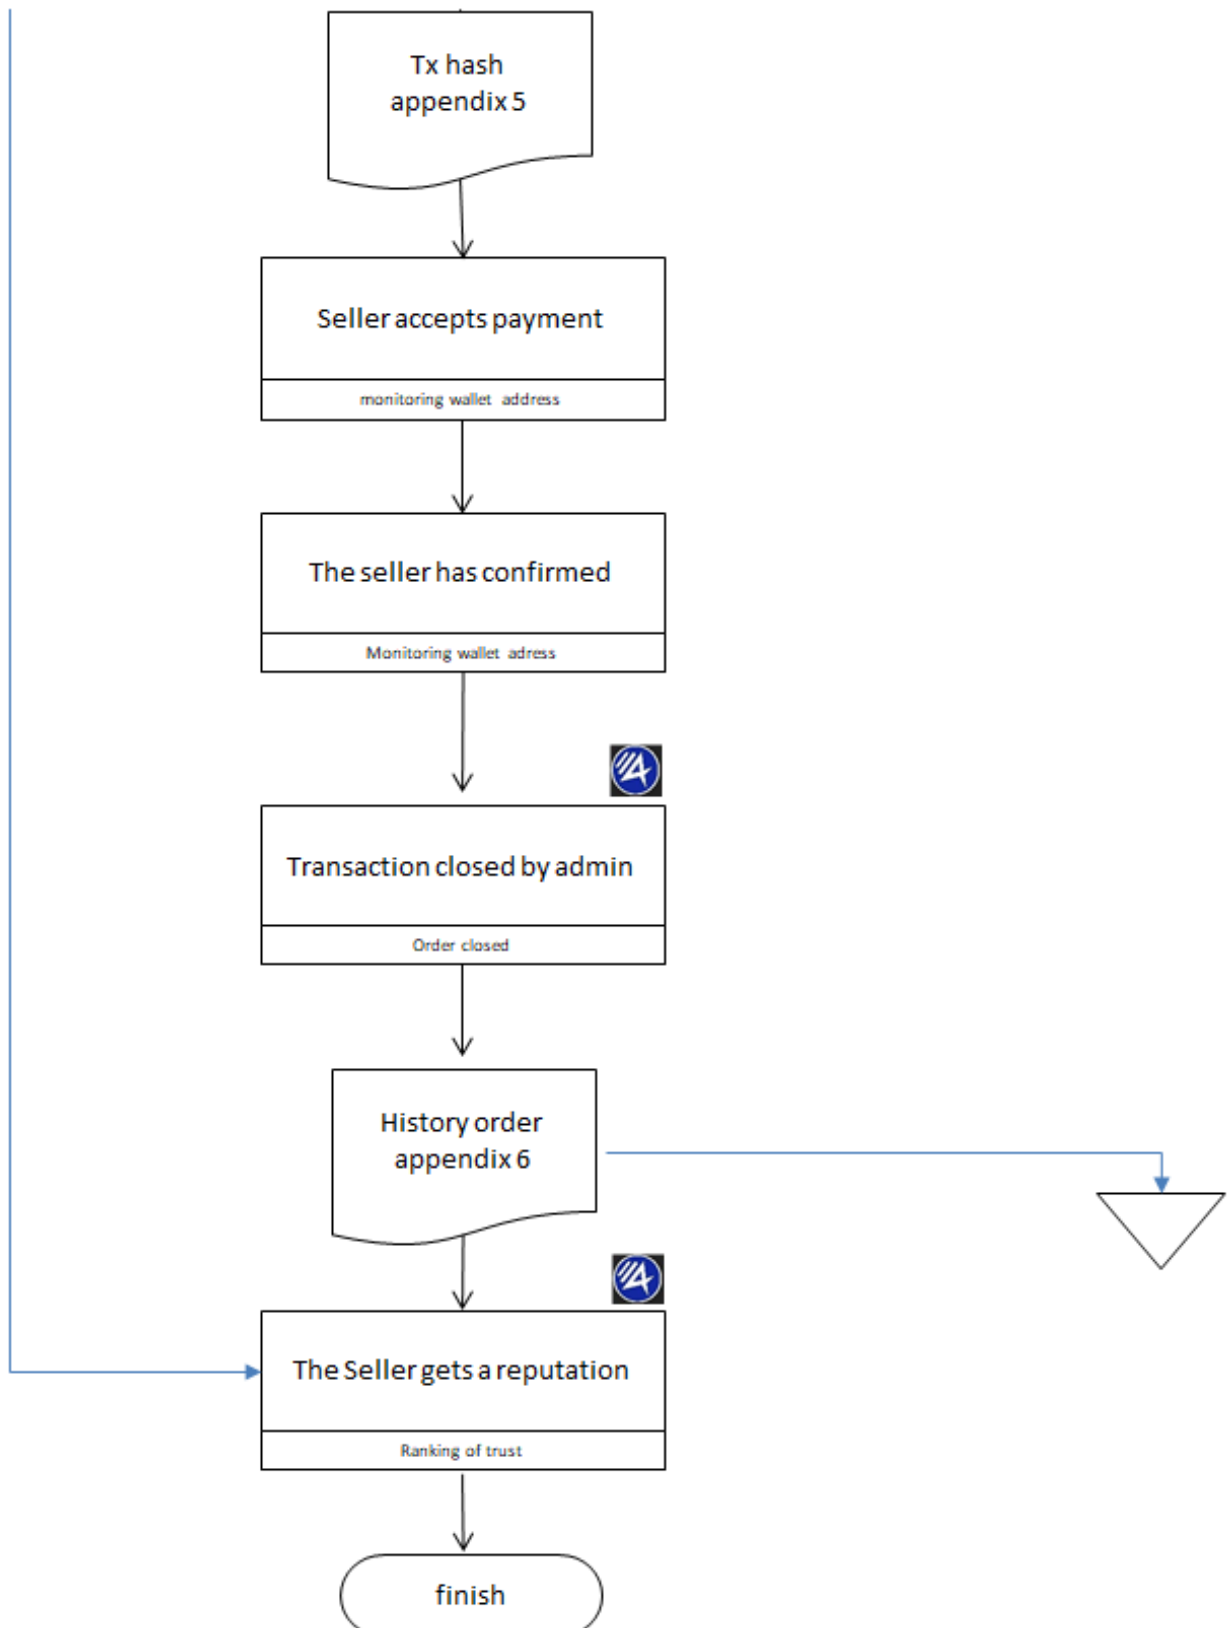 Tx hash
appendix 5
Seller accepts payment
monitoring wallet address
The seller has confirmed
Monitoring wallet adress
Transaction closed by admin
Order closed
History order
appendix 6
The Seller gets a reputation
Ranking of trust
finish